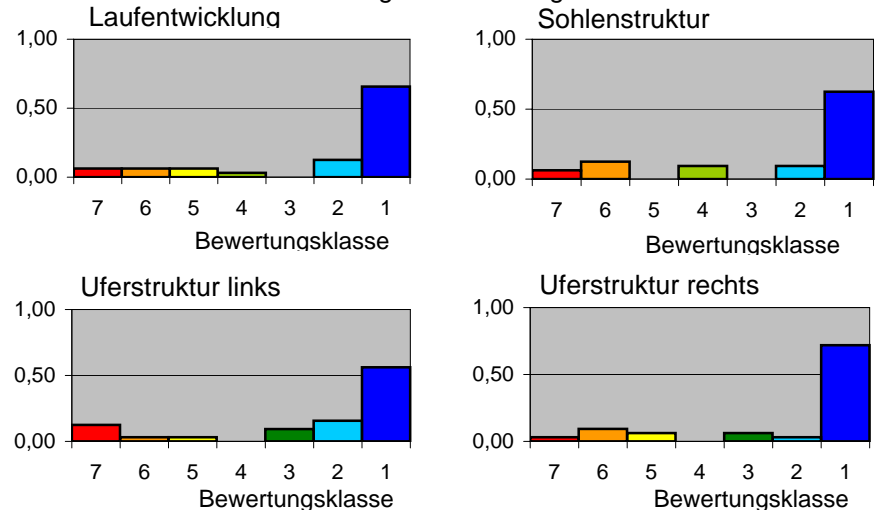 Laufentwicklung
1,00
0,50
0,00
7 6 5 4 3 2 1
Bewertungsklasse
Sohlenstruktur
1,00
0,50
0,00
7 6 5 4 3 2 1
Bewertungsklasse
Uferstruktur links
1,00
0,50
0,00
7 6 5 4 3 2 1
Bewertungsklasse
Uferstruktur rechts
1,00
0,50
0,00
7 6 5 4 3 2 1
Bewertungsklasse